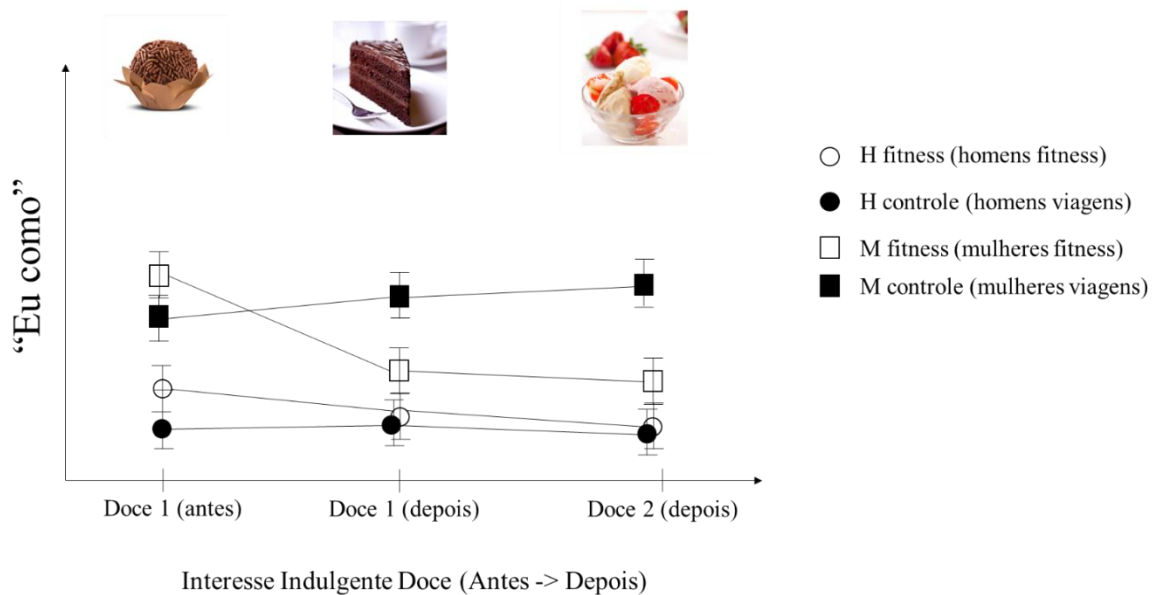 “Eu como”
H fitness (homens fitness)
H controle (homens viagens)
M fitness (mulheres fitness)
M controle (mulheres viagens)
Doce 1 (antes)
Doce 1 (depois)
Doce 2 (depois)
Interesse Indulgente Doce (Antes -> Depois)